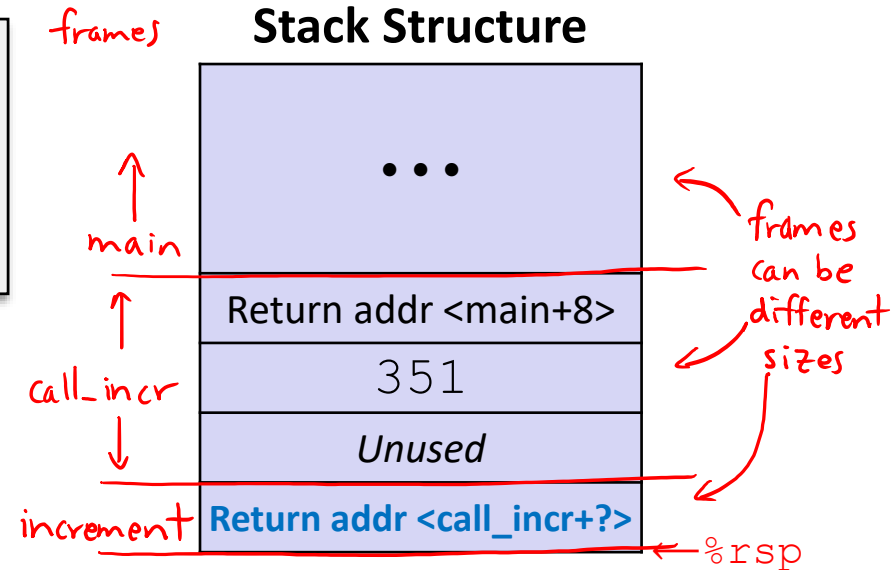 frames
Stack Structure
• • •
main
frames
can be
different
sizes
Return addr <main+8>
351
call_incr
Unused
increment
Return addr <call_incr+?>
%rsp